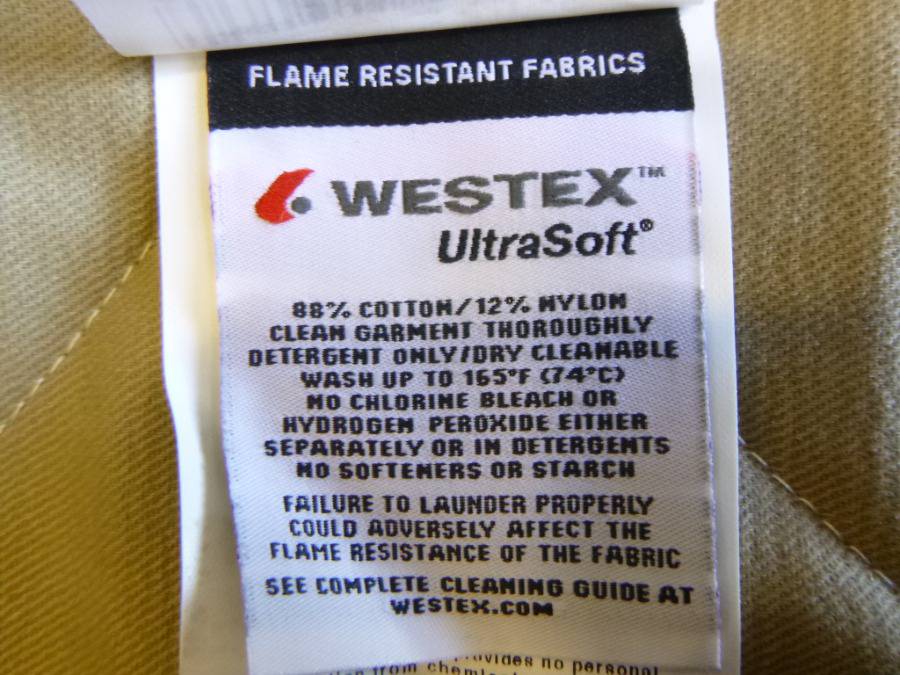 FLAME RESISTANT FABRICS
WESTEX™
UltraSoft®
88% COTTON/12% NYLON
CLEAN GARMENT THOROUGHLY
DETERGENT ONLY/DRY CLEANABLE
WASH UP TO 165°F (74°C)
NO CHLORINE BLEACH OR
HYDROGEN PEROXIDE EITHER
SEPARATELY OR IN DETERGENTS
NO SOFTENERS OR STARCH
FAILURE TO LAUNDER PROPERLY
COULD ADVERSELY AFFECT THE
FLAME RESISTANCE OF THE FABRIC
SEE COMPLETE CLEANING GUIDE AT
WESTEX.COM
no personal
from